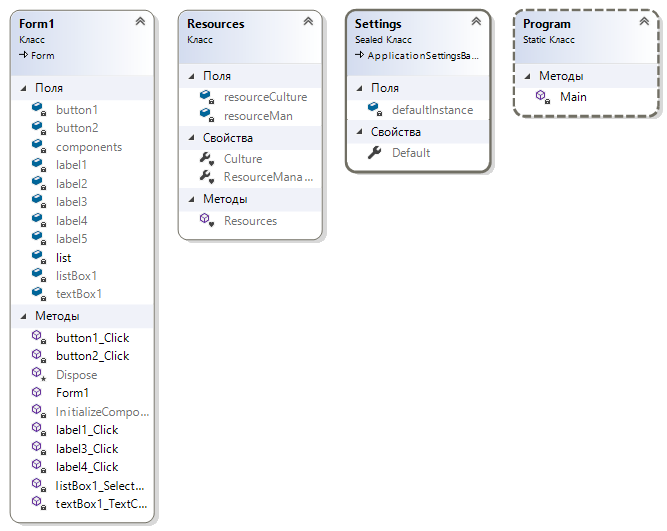 Form1
Класс
Form
Поля
button1
button2
components
label1
label2
label3
label4
label5
list
listBox1
textBox1
Методы
button1_Click
button2_Click
Dispose
Form1
InitializeCompo...
label1_Click
label3_Click
label4_Click
listBox1_Select...
textBox1_TextC...
Resources
Класс
Поля
resourceCulture
resourceMan
Свойства
Culture
ResourceMana...
Методы
Resources
Settings
Sealed Класс
ApplicationSettingsBa...
Поля
defaultInstance
Свойства
Default
Program
Static Класс
Методы
Main